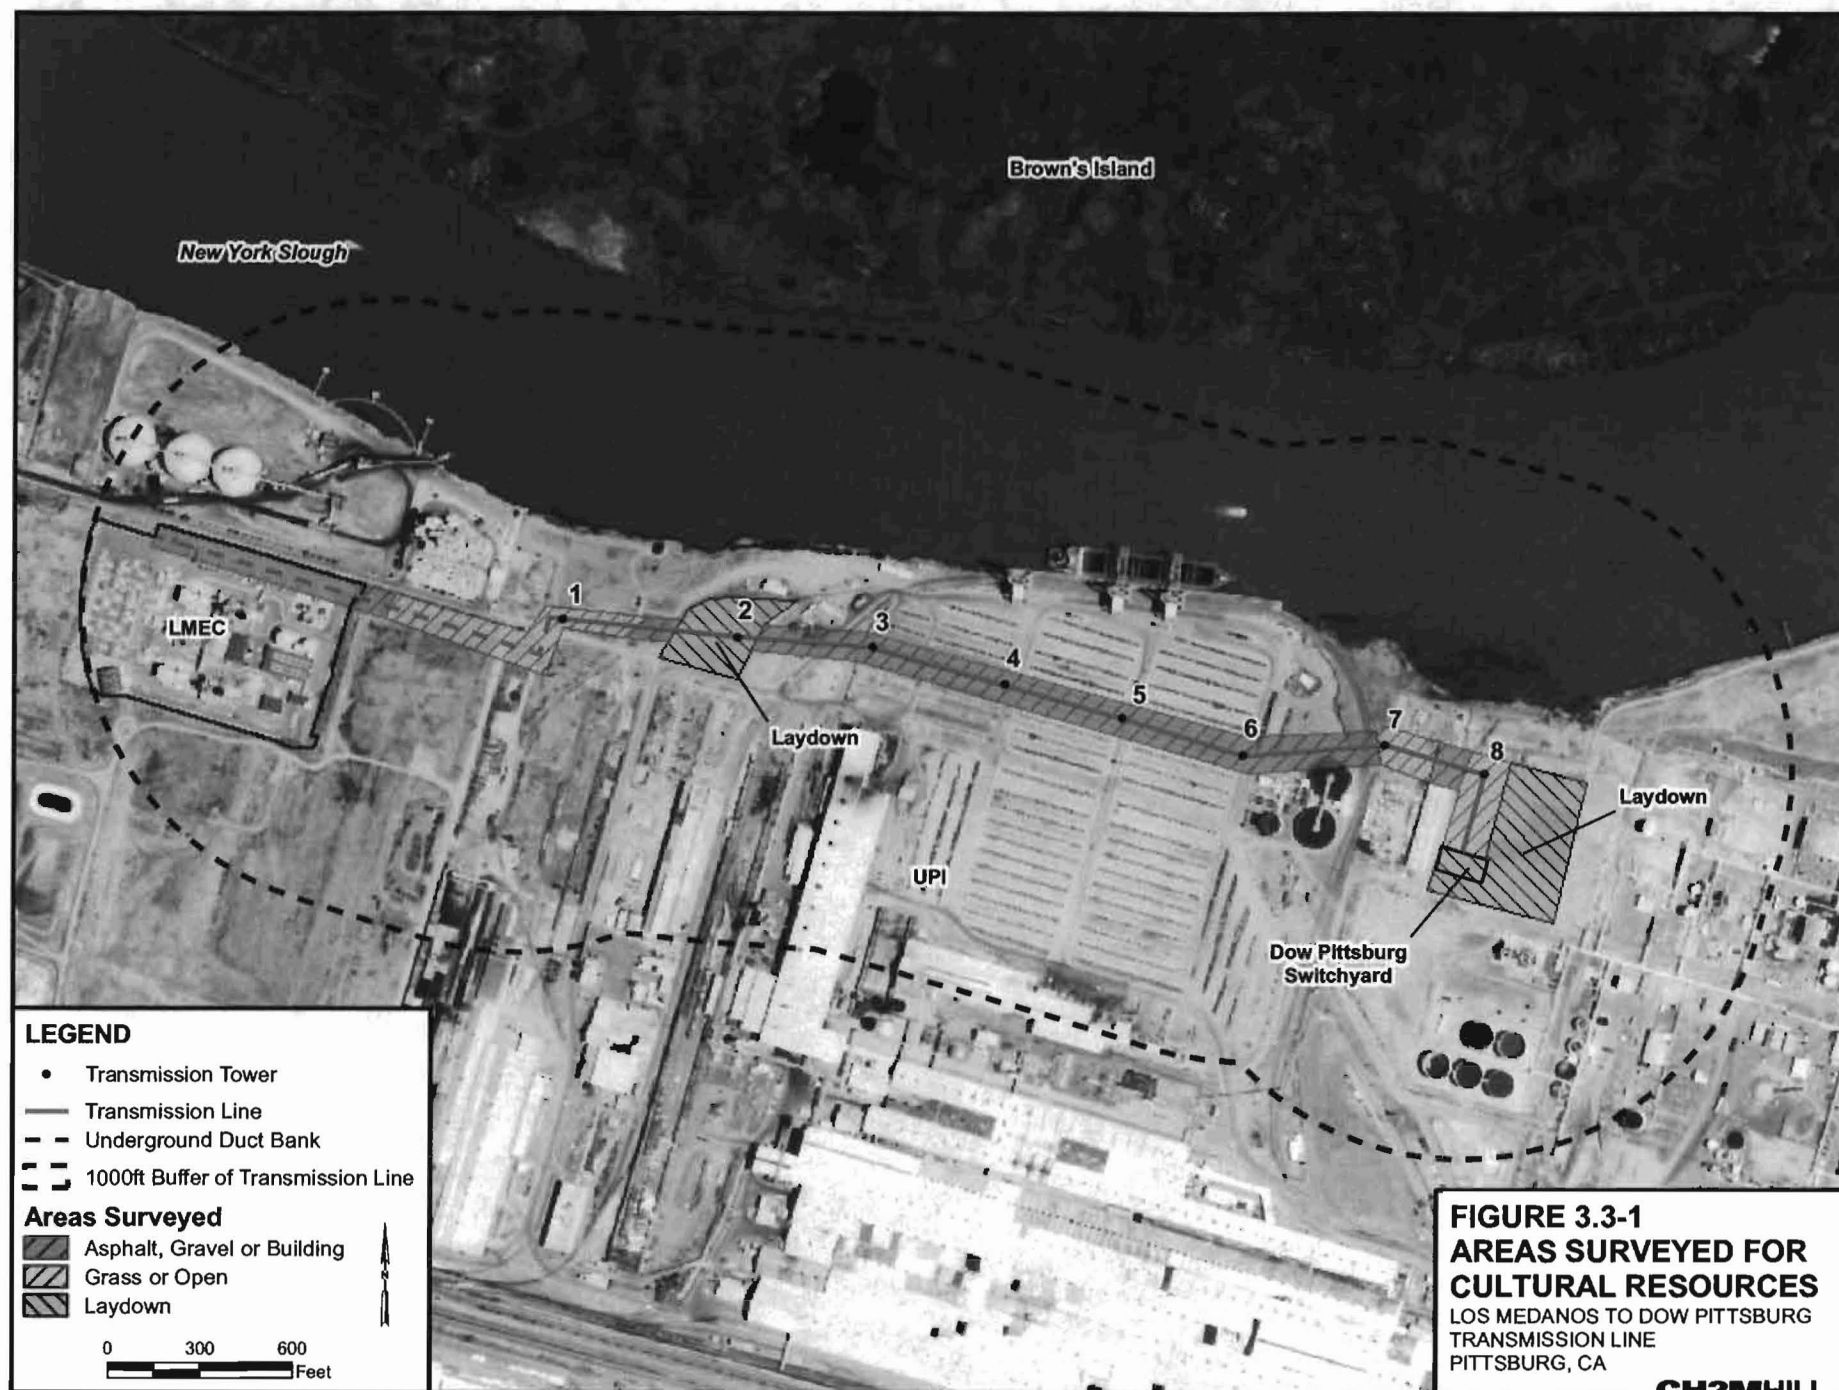 Brown's Island
New York Slough
LMEC
1
2
3
4
5
6
7
8
Laydown
Laydown
UPI
Dow Pittsburg
Switchyard
LEGEND
Transmission Tower
Transmission Line
Underground Duct Bank
1000ft Buffer of Transmission Line
Areas Surveyed
Asphalt, Gravel or Building
Grass or Open
Laydown
N
0 300 600
Feet
FIGURE 3.3-1
AREAS SURVEYED FOR
CULTURAL RESOURCES
LOS MEDANOS TO DOW PITTSBURG
TRANSMISSION LINE
PITTSBURG, CA
CH2MHILL